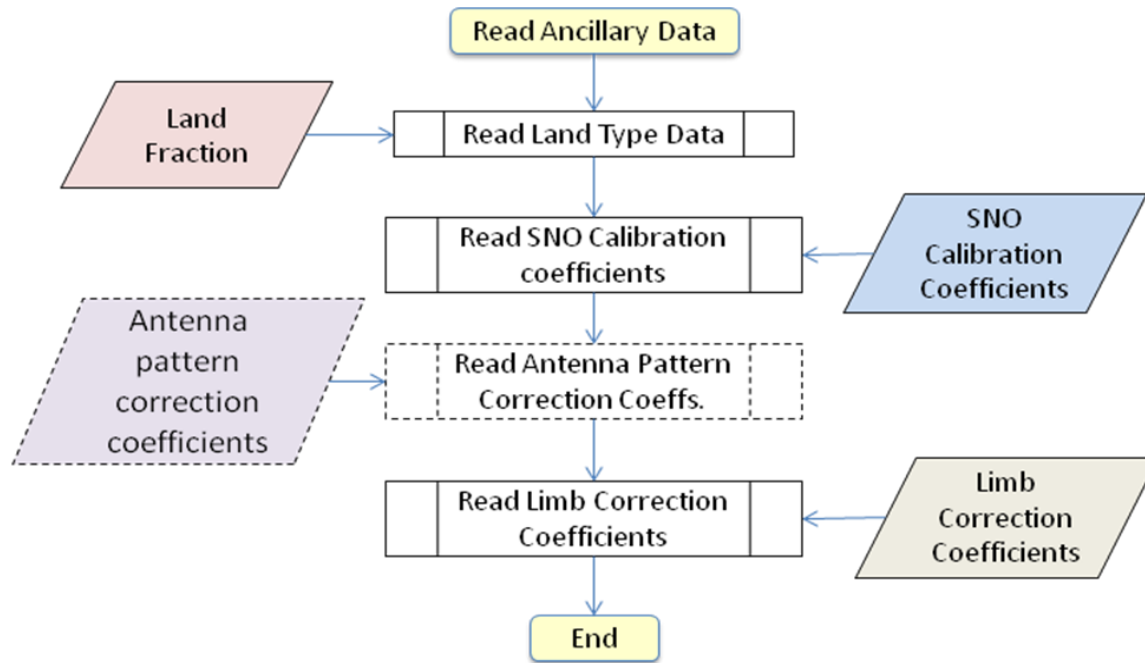 Read Ancillary Data
Land
Fraction
Read Land Type Data
Read SNO Calibration
coefficients
SNO
Calibration
Coefficients
Antenna
pattern
correction
coefficients
Read Antenna Pattern
Correction Coeffs.
Read Limb Correction
Coefficients
Limb
Correction
Coefficients
End